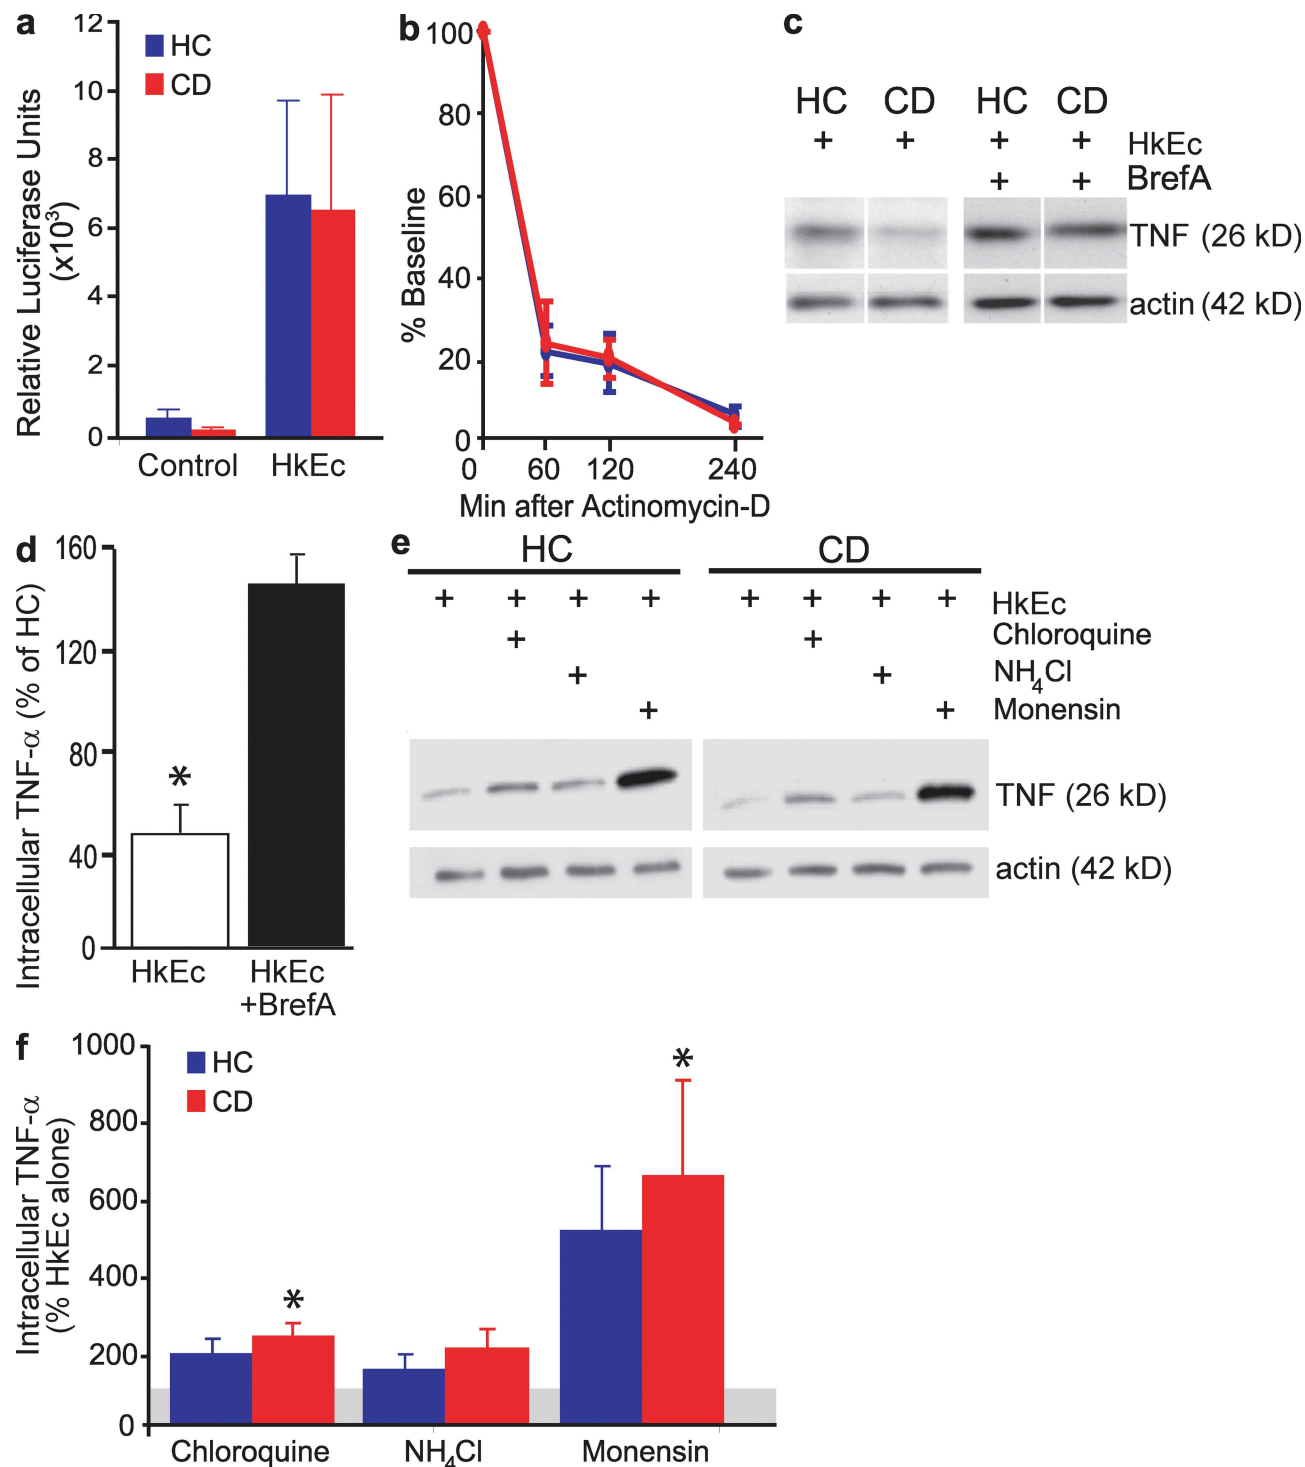 a
12
10
8
6
4
2
0
Relative Luciferase Units
(x10³)
HC
CD
Control HkEc
b
100
80
60
40
20
0
% Baseline
0 60 120 240
Min after Actinomycin-D
c
HC CD HC CD
+ + + + HkEc
+ + BrefA
TNF (26 kD)
actin (42 kD)
d
160
120
80
40
0
Intracellular TNF-α (% of HC)
*
HkEc HkEc
+BrefA
e
HC CD
+ + + + + + + + HkEc
+ + Chloroquine
+ + NH₄Cl
+ + Monensin
TNF (26 kD)
actin (42 kD)
f
1000
800
600
400
200
0
Intracellular TNF-α
(% HkEc alone)
HC
CD
* *
Chloroquine NH₄Cl Monensin